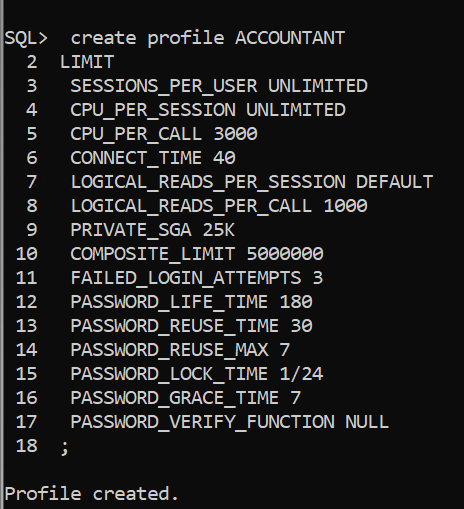 SQL>  create profile ACCOUNTANT
  2  LIMIT
  3   SESSIONS_PER_USER UNLIMITED
  4   CPU_PER_SESSION UNLIMITED
  5   CPU_PER_CALL 3000
  6   CONNECT_TIME 40
  7   LOGICAL_READS_PER_SESSION DEFAULT
  8   LOGICAL_READS_PER_CALL 1000
  9   PRIVATE_SGA 25K
 10   COMPOSITE_LIMIT 5000000
 11   FAILED_LOGIN_ATTEMPTS 3
 12   PASSWORD_LIFE_TIME 180
 13   PASSWORD_REUSE_TIME 30
 14   PASSWORD_REUSE_MAX 7
 15   PASSWORD_LOCK_TIME 1/24
 16   PASSWORD_GRACE_TIME 7
 17   PASSWORD_VERIFY_FUNCTION NULL
 18  ;
Profile created.